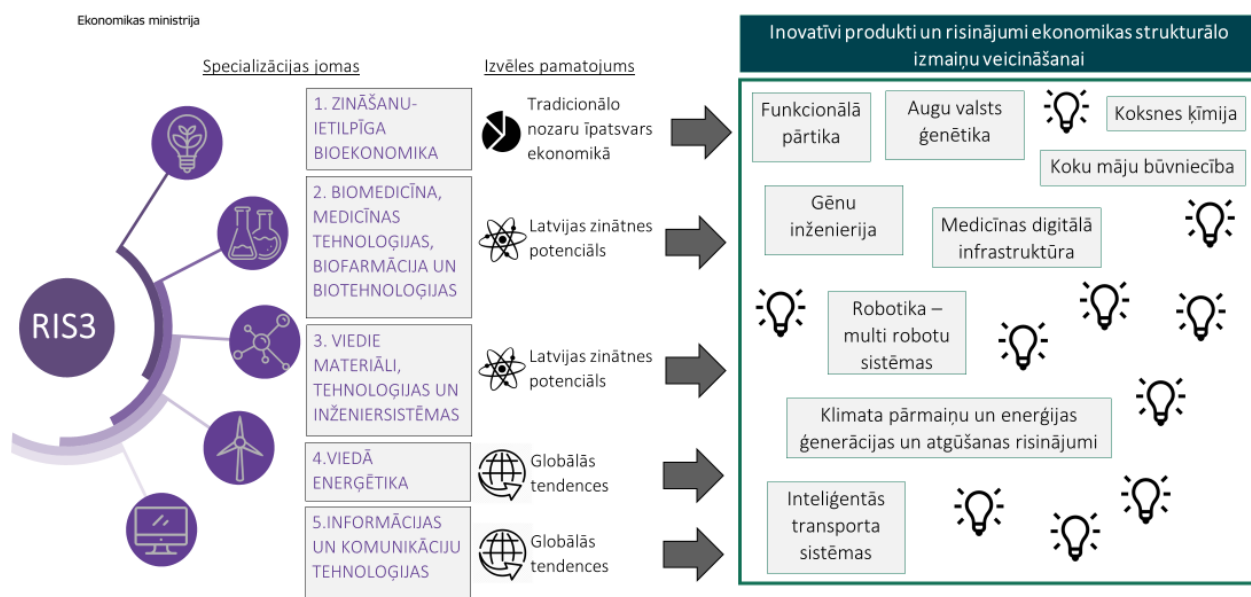 Ekonomikas ministrija
Specializācijas jomas
Izvēles pamatojums
Inovatīvi produkti un risinājumi ekonomikas strukturālo
izmaiņu veicināšanai
RIS3
1. ZINĀŠANU-
IETILPĪGA
BIOEKONOMIKA
Tradicionālo
nozaru īpatsvars
ekonomikā
2. BIOMEDICĪNA,
MEDICĪNAS
TEHNOLOĢIJAS,
BIOFARMĀCIJA UN
BIOTEHNOLOĢIJAS
Latvijas zinātnes
potenciāls
3. VIEDIE
MATERIĀLI,
TEHNOLOĢIJAS UN
INŽENIERSISTĒMAS
Latvijas zinātnes
potenciāls
4.VIEDĀ
ENERĢĒTIKA
Globālās
tendences
5.INFORMĀCIJAS
UN KOMUNIKĀCIJU
TEHNOLOĢIJAS
Globālās
tendences
Funkcionālā
pārtika
Augu valsts
ģenētika
Koksnes ķīmija
Koku māju būvniecība
Gēnu
inženierija
Medicīnas digitālā
infrastruktūra
Robotika –
multi robotu
sistēmas
Klimata pārmaiņu un enerģijas
ģenerācijas un atgūšanas risinājumi
Inteliģentās
transporta
sistēmas